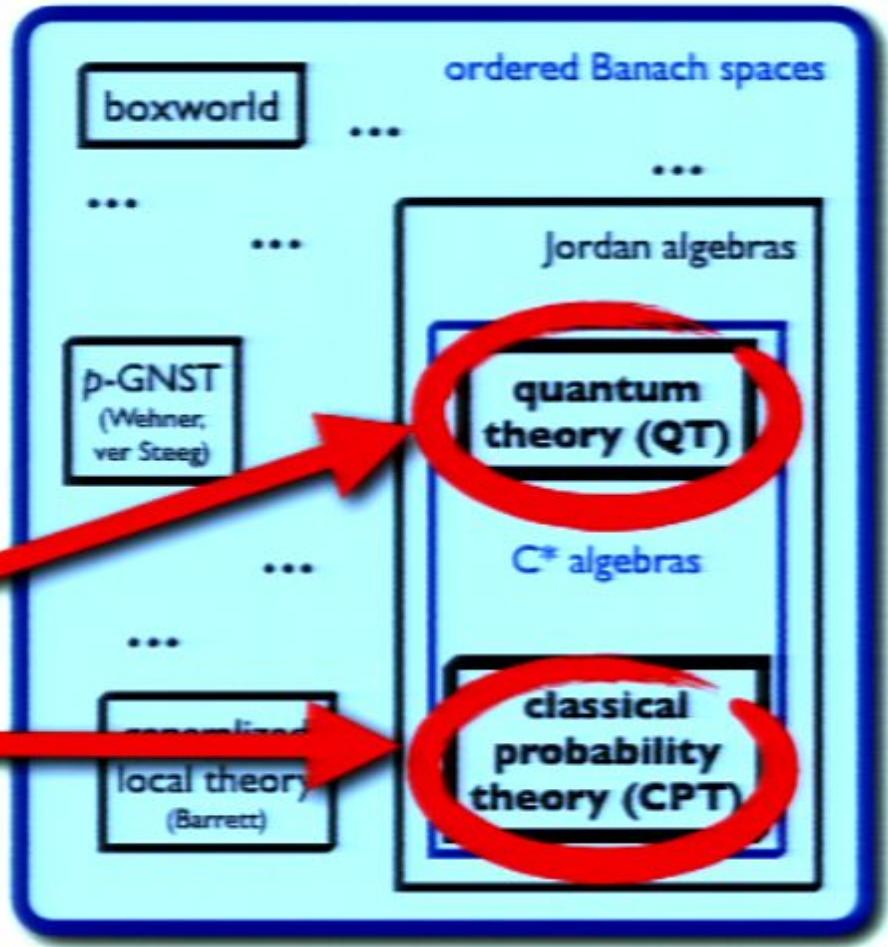 ordered Banach spaces
boxworld
...
...
...
...
Jordan algebras
p-GNST
(Wehner,
ver Steeg)
quantum
theory (QT)
...
C* algebras
...
generalized
local theory
(Barrett)
classical
probability
theory (CPT)